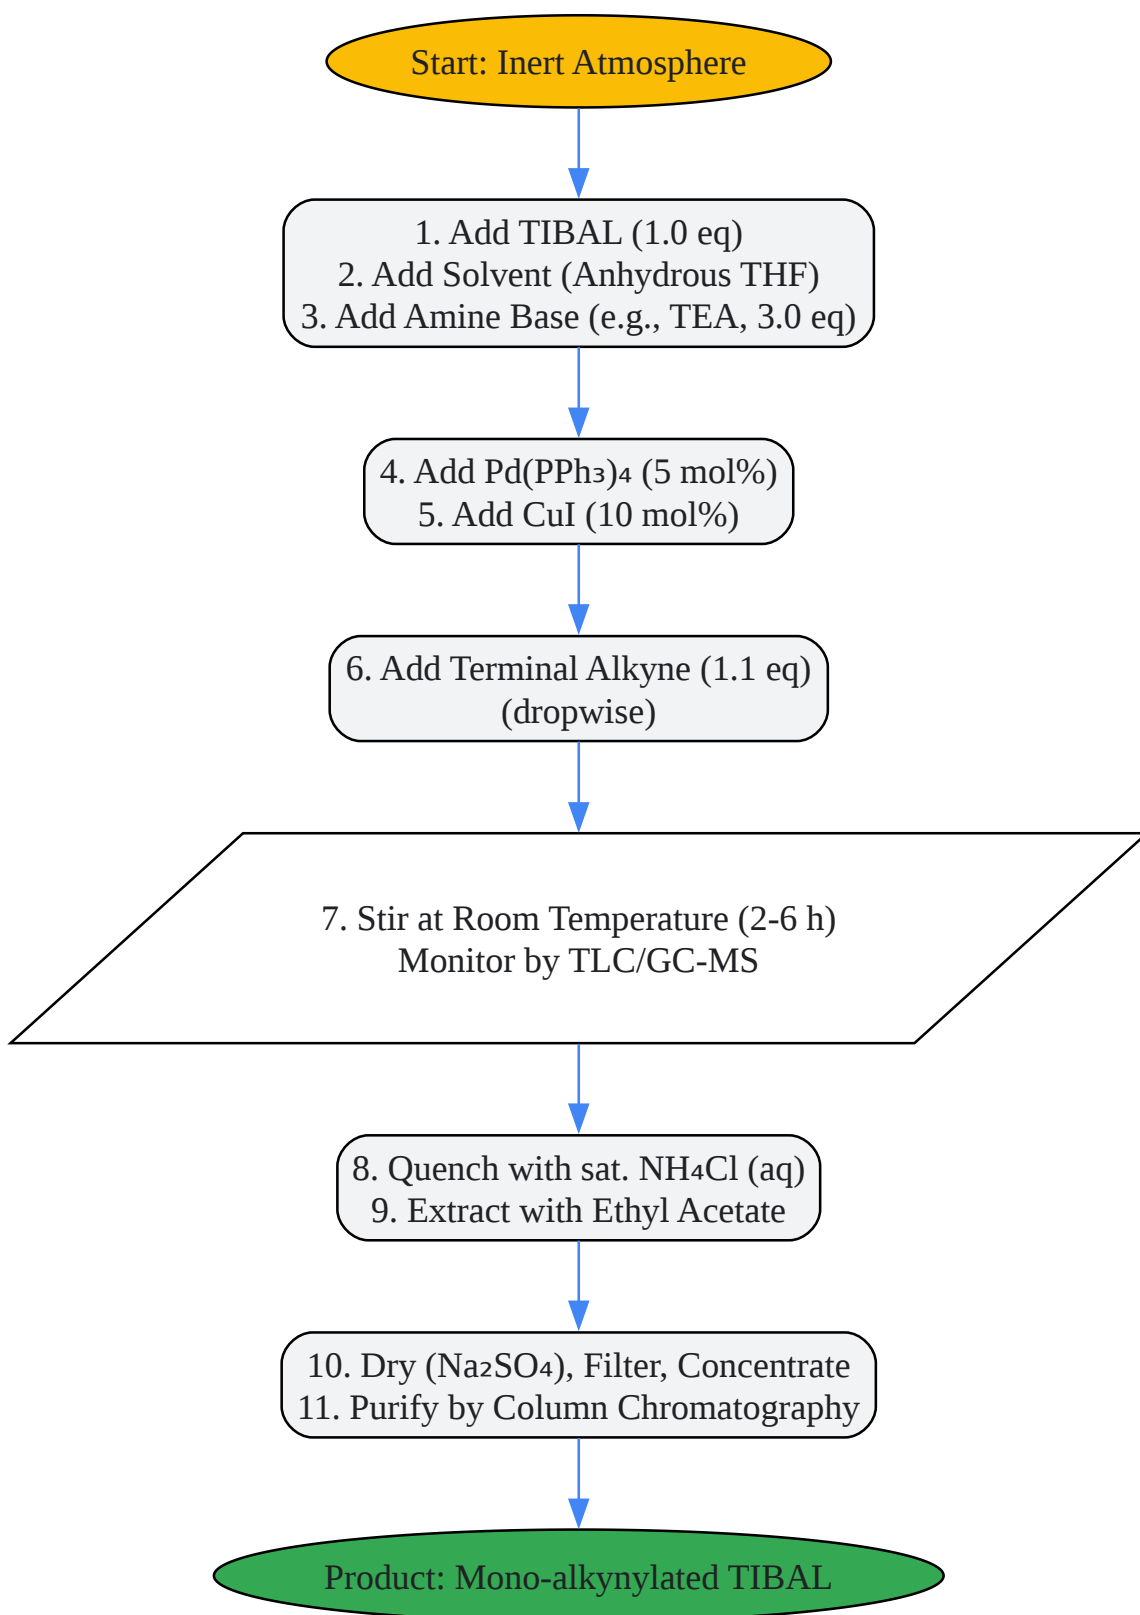 Start: Inert Atmosphere
1. Add TIBAL (1.0 eq)
2. Add Solvent (Anhydrous THF)
3. Add Amine Base (e.g., TEA, 3.0 eq)
4. Add Pd(PPh₃)₄ (5 mol%)
5. Add CuI (10 mol%)
6. Add Terminal Alkyne (1.1 eq)
(dropwise)
7. Stir at Room Temperature (2-6 h)
Monitor by TLC/GC-MS
8. Quench with sat. NH₄Cl (aq)
9. Extract with Ethyl Acetate
10. Dry (Na₂SO₄), Filter, Concentrate
11. Purify by Column Chromatography
Product: Mono-alkynylated TIBAL